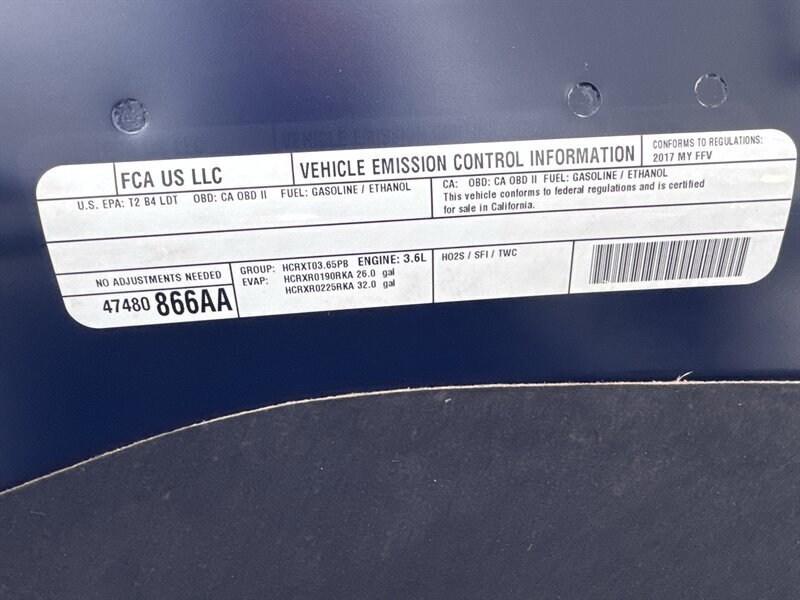 FCA US LLC
VEHICLE EMISSION CONTROL INFORMATION
CONFORMS TO REGULATIONS:
2017 MY FFV
U.S. EPA: T2 B4 LDT OBD: CA OBD II FUEL: GASOLINE / ETHANOL
CA: OBD: CA OBD II FUEL: GASOLINE / ETHANOL
This vehicle conforms to federal regulations and is certified
for sale in California.
NO ADJUSTMENTS NEEDED
47480 866AA
GROUP: HCRXT03.65PB ENGINE: 3.6L
EVAP: HCRXR0190RKA 26.0 gal
HCRXR0225RKA 32.0 gal
HO2S / SFI / TWC